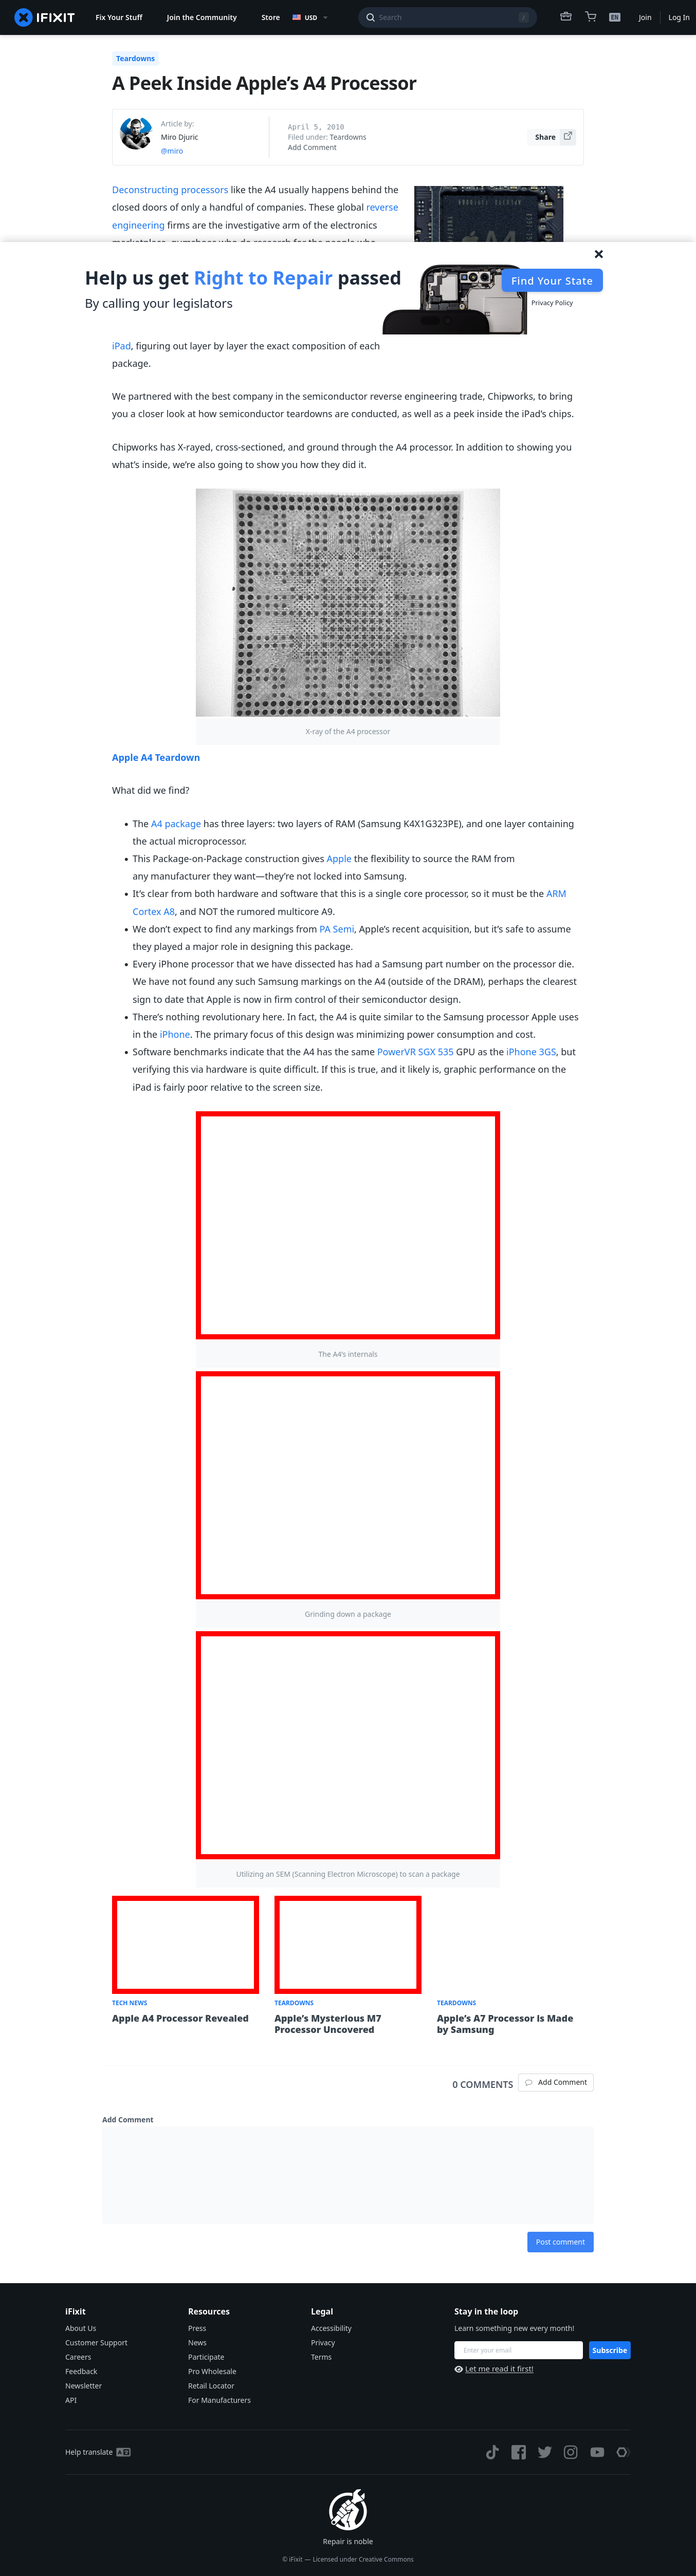 IFIXIT
Fix Your Stuff
Join the Community
Store
USD
Search
/
EN
Join
Log In
Teardowns
A Peek Inside Apple’s A4 Processor
Article by:
Miro Djuric
@miro
April 5, 2010
Filed under: Teardowns
Add Comment
Share
Deconstructing processors like the A4 usually happens behind the
closed doors of only a handful of companies. These global reverse
engineering firms are the investigative arm of the electronics
Help us get Right to Repair passed
By calling your legislators
Find Your State
Privacy Policy
iPad, figuring out layer by layer the exact composition of each
package.
We partnered with the best company in the semiconductor reverse engineering trade, Chipworks, to bring
you a closer look at how semiconductor teardowns are conducted, as well as a peek inside the iPad’s chips.
Chipworks has X-rayed, cross-sectioned, and ground through the A4 processor. In addition to showing you
what’s inside, we’re also going to show you how they did it.
X-ray of the A4 processor
Apple A4 Teardown
What did we find?
The A4 package has three layers: two layers of RAM (Samsung K4X1G323PE), and one layer containing
the actual microprocessor.
This Package-on-Package construction gives Apple the flexibility to source the RAM from
any manufacturer they want—they’re not locked into Samsung.
It’s clear from both hardware and software that this is a single core processor, so it must be the ARM
Cortex A8, and NOT the rumored multicore A9.
We don’t expect to find any markings from PA Semi, Apple’s recent acquisition, but it’s safe to assume
they played a major role in designing this package.
Every iPhone processor that we have dissected has had a Samsung part number on the processor die.
We have not found any such Samsung markings on the A4 (outside of the DRAM), perhaps the clearest
sign to date that Apple is now in firm control of their semiconductor design.
There’s nothing revolutionary here. In fact, the A4 is quite similar to the Samsung processor Apple uses
in the iPhone. The primary focus of this design was minimizing power consumption and cost.
Software benchmarks indicate that the A4 has the same PowerVR SGX 535 GPU as the iPhone 3GS, but
verifying this via hardware is quite difficult. If this is true, and it likely is, graphic performance on the
iPad is fairly poor relative to the screen size.
The A4’s internals
Grinding down a package
Utilizing an SEM (Scanning Electron Microscope) to scan a package
TECH NEWS
Apple A4 Processor Revealed
TEARDOWNS
Apple’s Mysterious M7
Processor Uncovered
TEARDOWNS
Apple’s A7 Processor is Made
by Samsung
0 COMMENTS
Add Comment
Add Comment
Post comment
iFixit
About Us
Customer Support
Careers
Feedback
Newsletter
API
Resources
Press
News
Participate
Pro Wholesale
Retail Locator
For Manufacturers
Legal
Accessibility
Privacy
Terms
Stay in the loop
Learn something new every month!
Enter your email
Subscribe
Let me read it first!
Help translate
Repair is noble
© iFixit — Licensed under Creative Commons